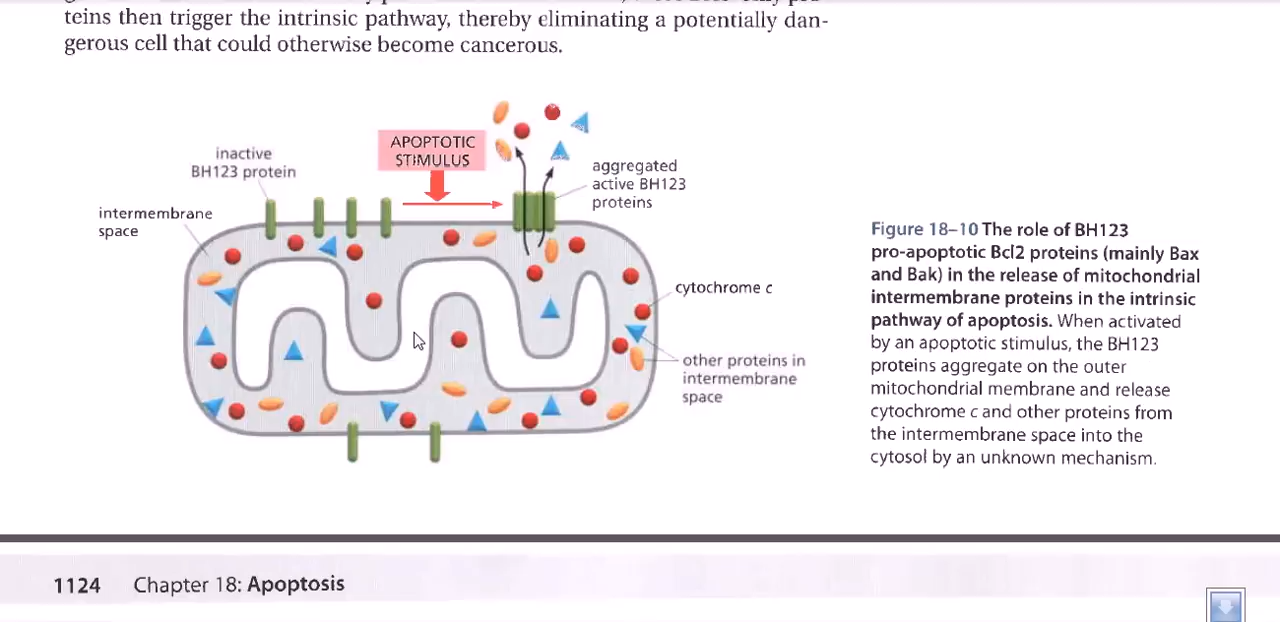 teins then trigger the intrinsic pathway, thereby eliminating a potentially dan-
gerous cell that could otherwise become cancerous.
APOPTOTIC
STIMULUS
inactive
BH123 protein
aggregated
active BH123
proteins
intermembrane
space
cytochrome c
other proteins in
intermembrane
space
Figure 18–10 The role of BH123
pro-apoptotic Bcl2 proteins (mainly Bax
and Bak) in the release of mitochondrial
intermembrane proteins in the intrinsic
pathway of apoptosis. When activated
by an apoptotic stimulus, the BH123
proteins aggregate on the outer
mitochondrial membrane and release
cytochrome c and other proteins from
the intermembrane space into the
cytosol by an unknown mechanism.
1124 Chapter 18: Apoptosis